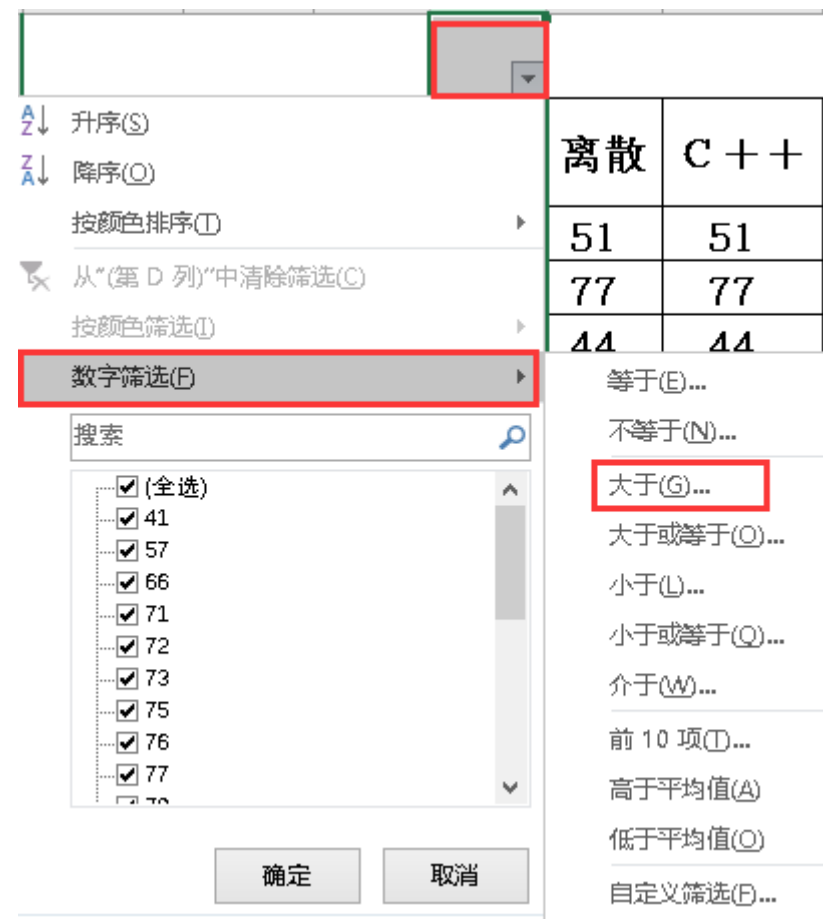 升序(S)
降序(O)
按颜色排序(T)
从"(第 D 列)"中清除筛选(C)
按颜色筛选(I)
数字筛选(F)
搜索
(全选)
41
57
66
71
72
73
75
76
77
确定
取消
离散 C++
51 51
77 77
44 44
等于(E)...
不等于(N)...
大于(G)...
大于或等于(O)...
小于(L)...
小于或等于(Q)...
介于(W)...
前 10 项(T)...
高于平均值(A)
低于平均值(O)
自定义筛选(F)...